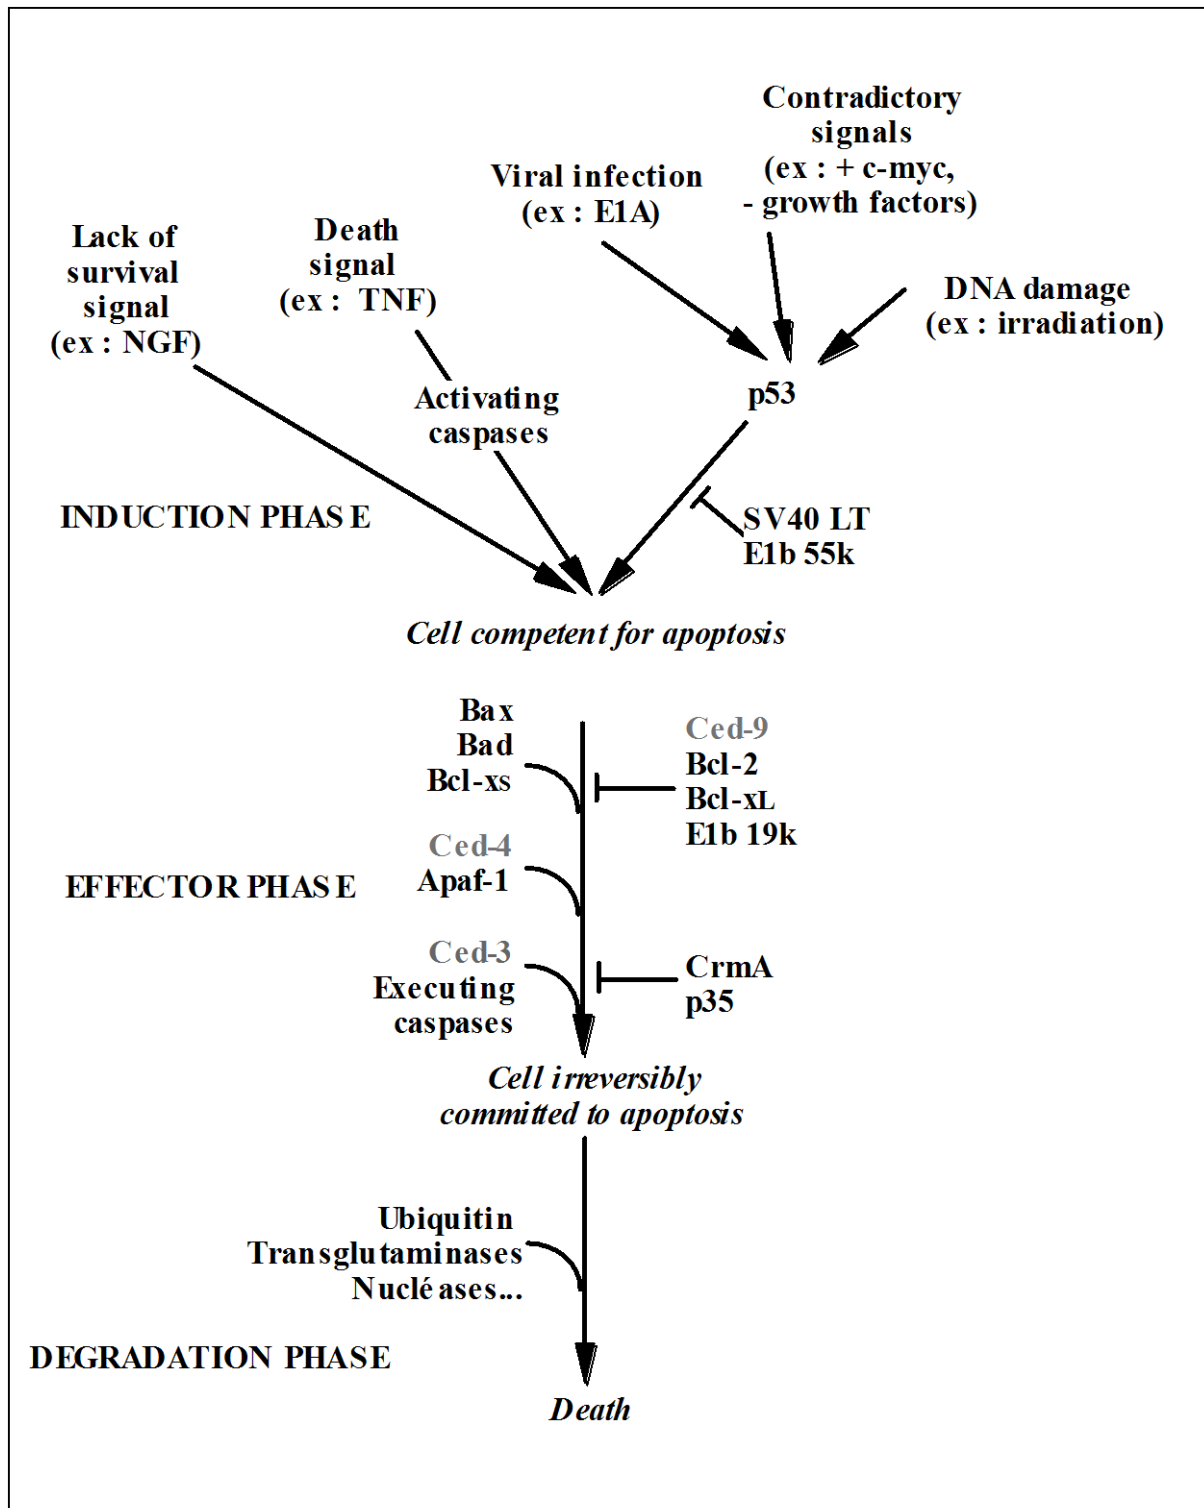 Contradictory
signals
(ex : + c-myc,
- growth factors)
Viral infection
(ex : E1A)
Death
signal
(ex : TNF)
Lack of
survival
signal
(ex : NGF)
DNA damage
(ex : irradiation)
p53
Activating
caspases
INDUCTION PHASE
SV40 LT
E1b 55k
Cell competent for apoptosis
Bax
Bad
Bcl-xS
Ced-9
Bcl-2
Bcl-xL
E1b 19k
Ced-4
Apaf-1
EFFECTOR PHASE
Ced-3
Executing
caspases
CrmA
p35
Cell irreversibly
committed to apoptosis
Ubiquitin
Transglutaminases
Nucléases...
DEGRADATION PHASE
Death